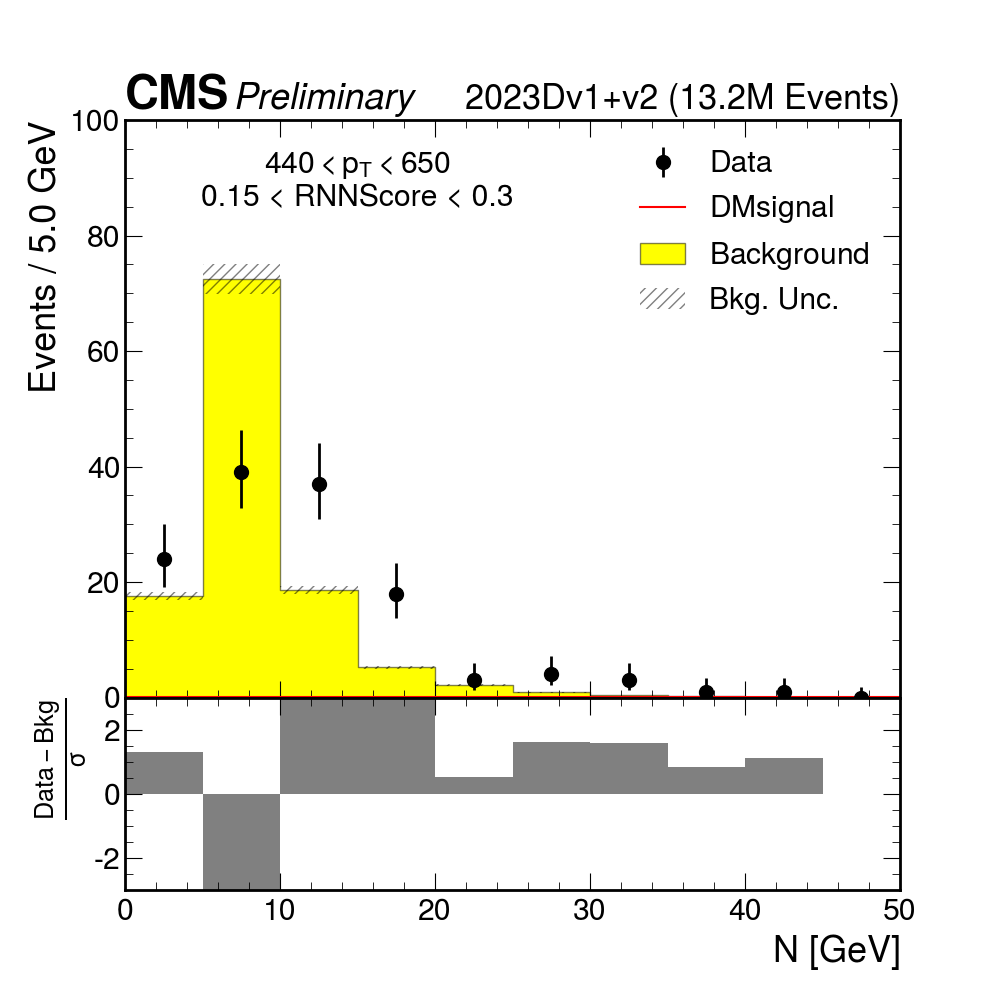 CMS Preliminary 2023Dv1+v2 (13.2M Events)
Events / 5.0 GeV
100
80
60
40
20
0
440 < pT < 650
0.15 < RNNScore < 0.3
Data
DMsignal
Background
Bkg. Unc.
Data − Bkg
σ
2
0
-2
0 10 20 30 40 50
N [GeV]